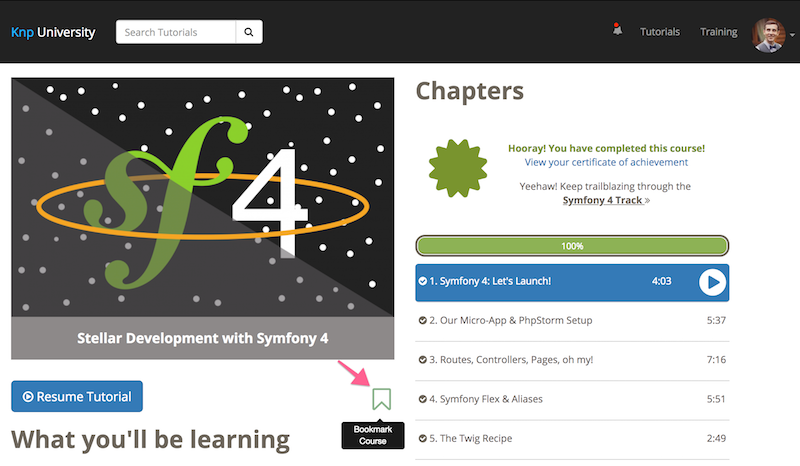 Knp University
Search Tutorials
Tutorials
Training
sf 4
Stellar Development with Symfony 4
Resume Tutorial
Bookmark
Course
What you'll be learning
Chapters
Hooray! You have completed this course!
View your certificate of achievement
Yeehaw! Keep trailblazing through the
Symfony 4 Track »
100%
1. Symfony 4: Let's Launch! 4:03
2. Our Micro-App & PhpStorm Setup 5:37
3. Routes, Controllers, Pages, oh my! 7:16
4. Symfony Flex & Aliases 5:51
5. The Twig Recipe 2:49